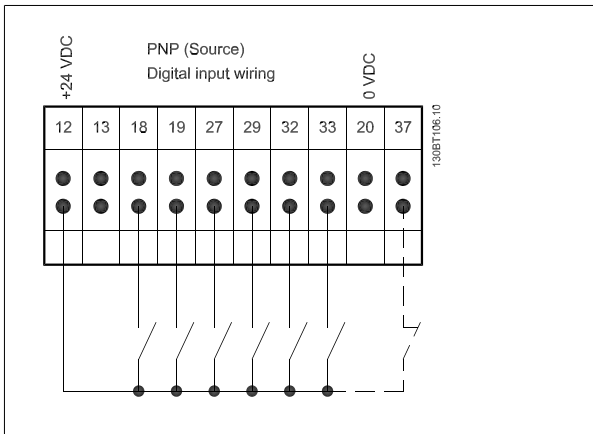 PNP (Source)
Digital input wiring
+24 VDC
0 VDC
12 13 18 19 27 29 32 33 20 37
130BT106.10